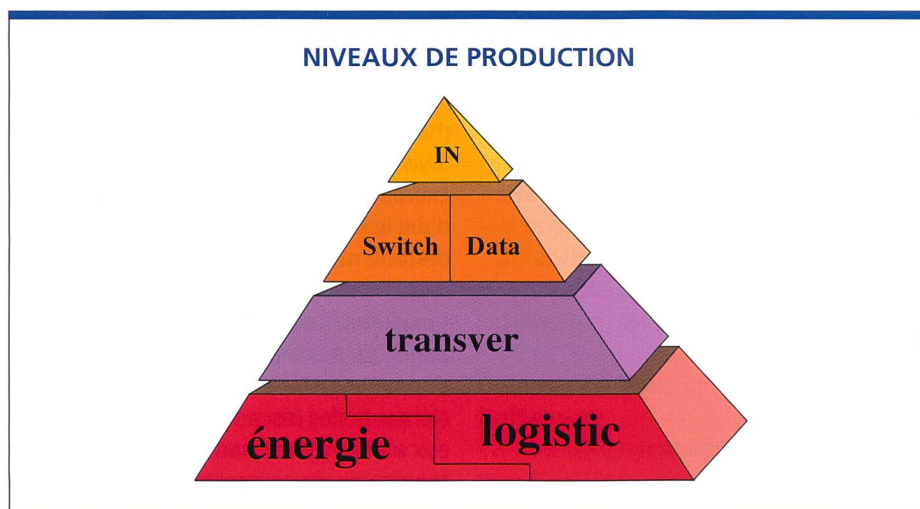 NIVEAUX DE PRODUCTION
IN
Switch Data
transver
énergie logistic